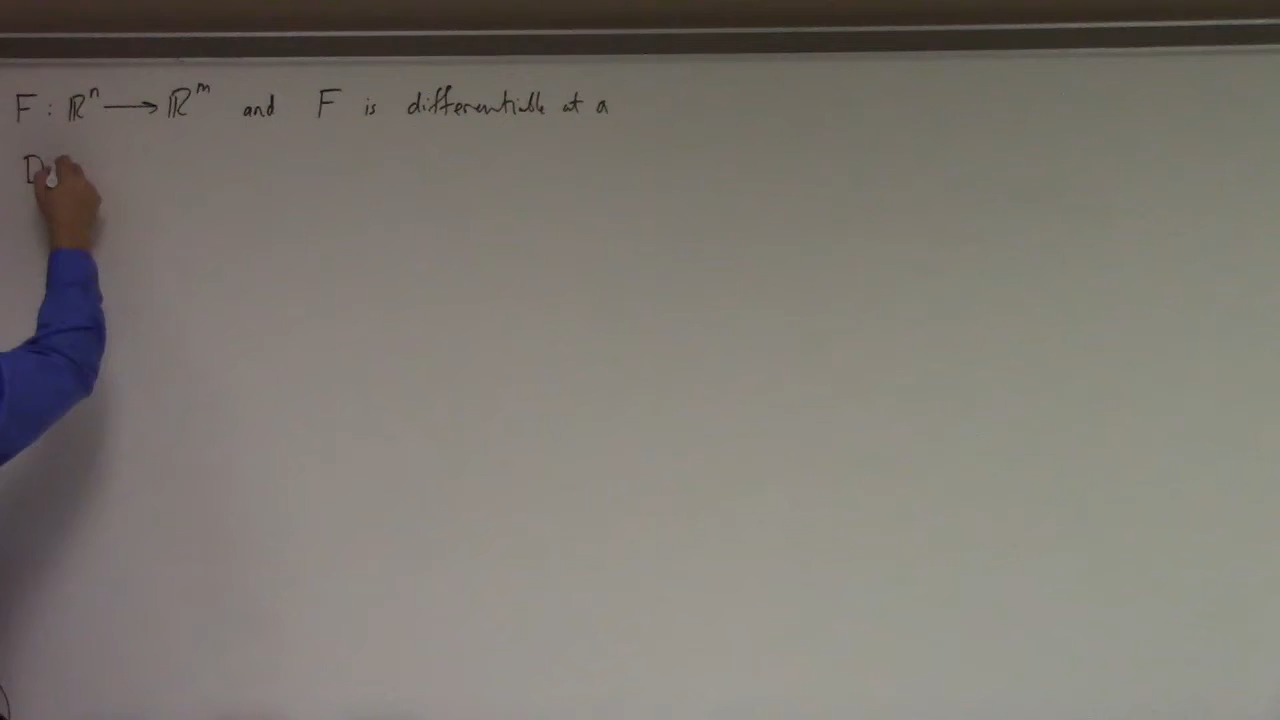 F : ℝⁿ ⟶ ℝᵐ and F is differentiable at a
D